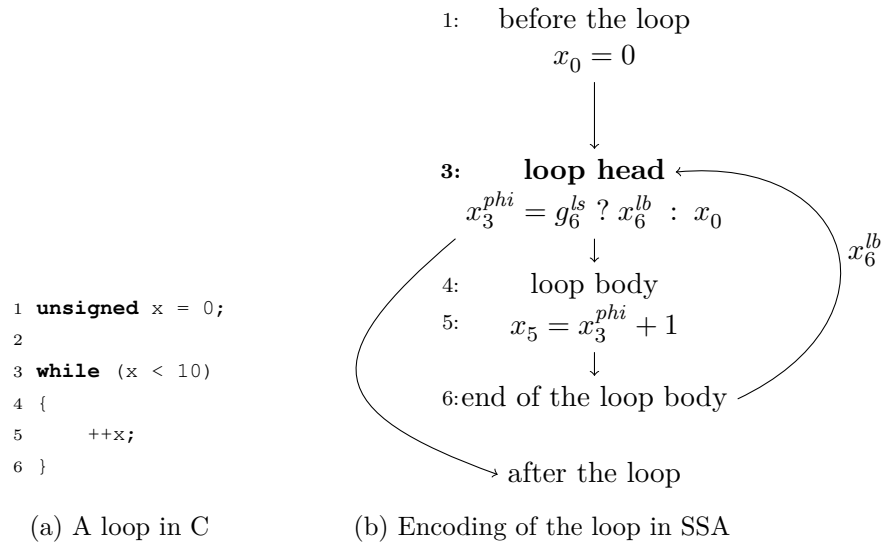 1 unsigned x = 0;
2
3 while (x < 10)
4 {
5     ++x;
6 }
(a) A loop in C
1: before the loop
x_0 = 0
3: loop head
x_3^{phi} = g_6^{ls} ? x_6^{lb} : x_0
4: loop body
5: x_5 = x_3^{phi} + 1
6: end of the loop body
x_6^{lb}
after the loop
(b) Encoding of the loop in SSA